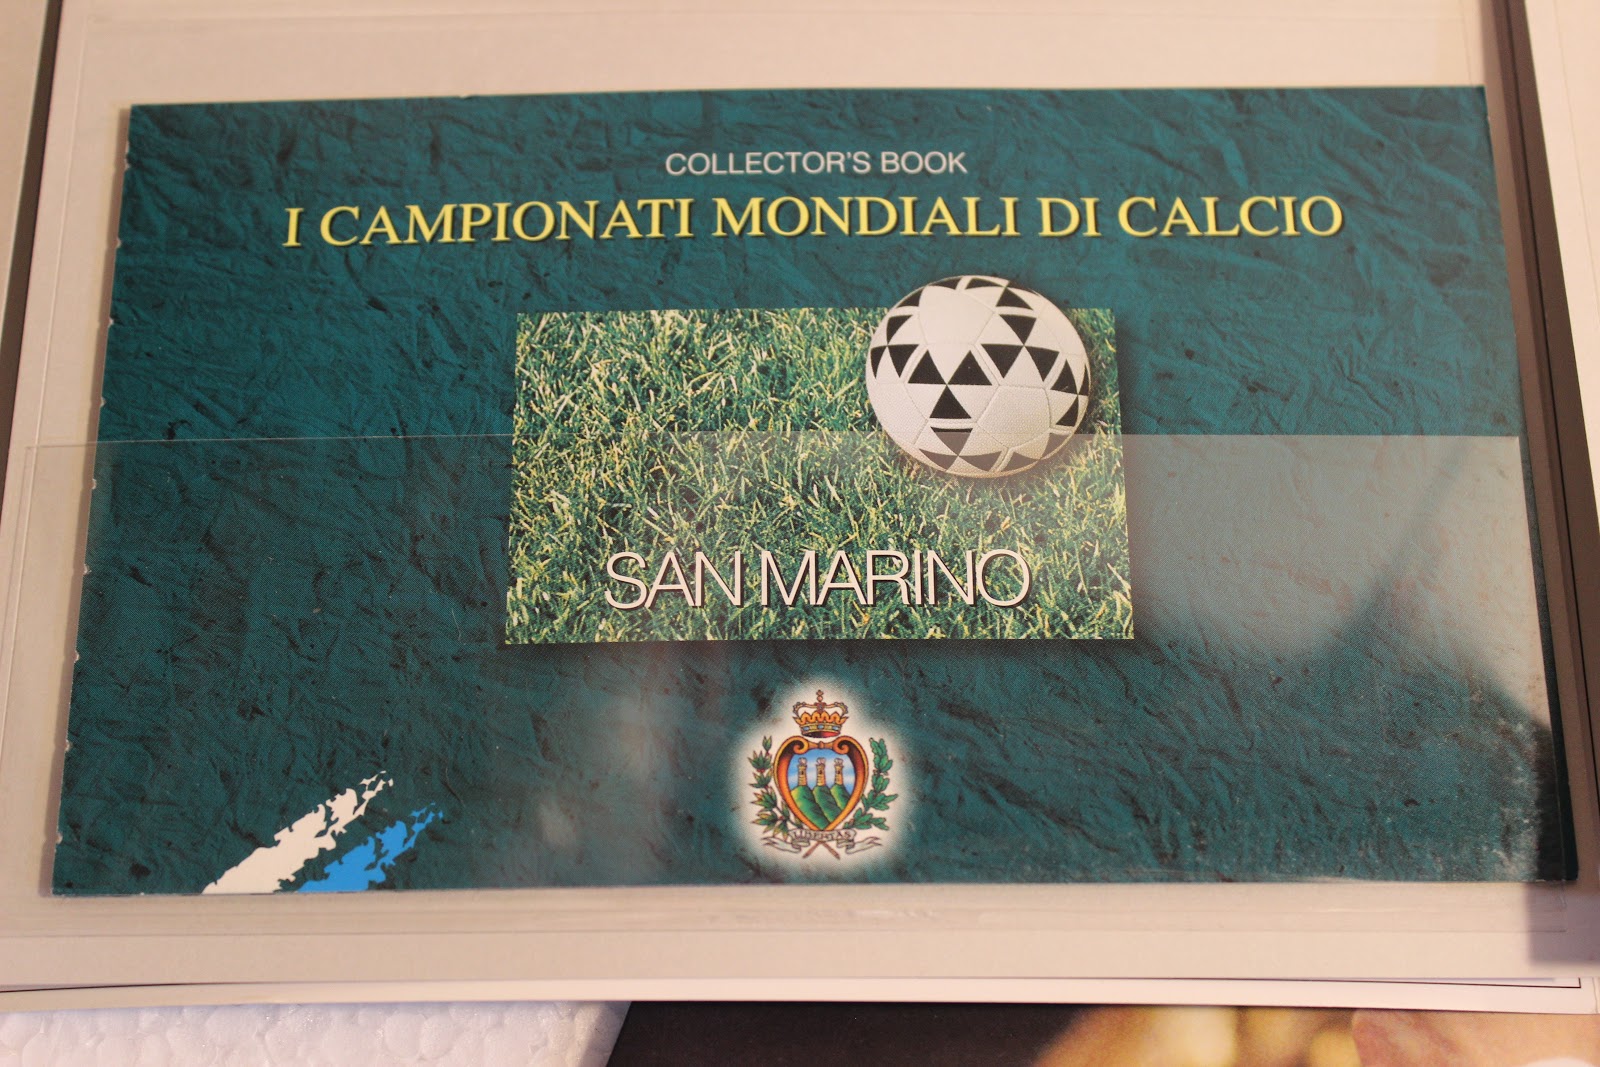 COLLECTOR'S BOOK
I CAMPIONATI MONDIALI DI CALCIO
SAN MARINO
LIBERTAS